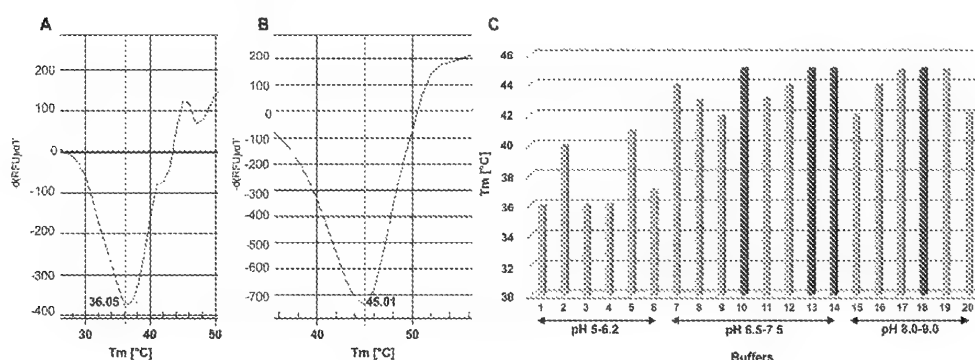 A
200
100
0
-100
-200
-300
-400
d(RFU)/dT
36.05
30
40
50
Tm [°C]
B
200
100
0
-100
-200
-300
-400
-500
-600
-700
d(RFU)/dT
45.01
40
50
Tm [°C]
C
46
44
42
40
38
36
34
32
30
Tm [°C]
1 2 3 4 5 6 7 8 9 10 11 12 13 14 15 16 17 18 19 20
pH 5-6.2
pH 6.5-7.5
pH 8.0-9.0
Buffers